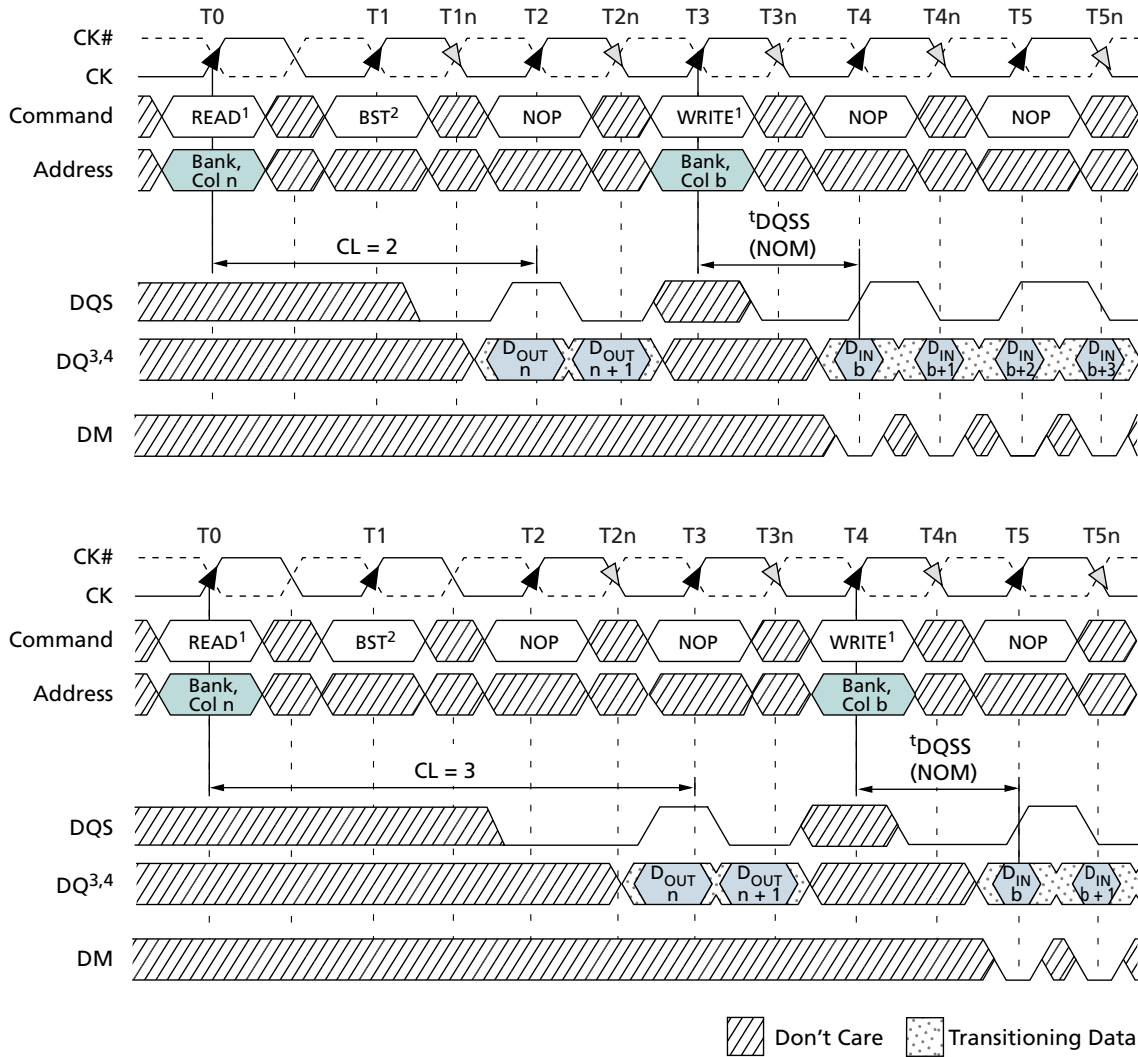 T0 T1 T1n T2 T2n T3 T3n T4 T4n T5 T5n
CK#
CK
Command READ¹ BST² NOP WRITE¹ NOP NOP
Address Bank, Col n Bank, Col b
CL = 2
ᵗDQSS
(NOM)
DQS
DQ³,⁴ DOUT n DOUT n + 1 DIN b DIN b+1 DIN b+2 DIN b+3
DM
T0 T1 T2 T2n T3 T3n T4 T4n T5 T5n
CK#
CK
Command READ¹ BST² NOP NOP WRITE¹ NOP
Address Bank, Col n Bank, Col b
CL = 3
ᵗDQSS
(NOM)
DQS
DQ³,⁴ DOUT n DOUT n + 1 DIN b DIN b + 1
DM
Don't Care Transitioning Data